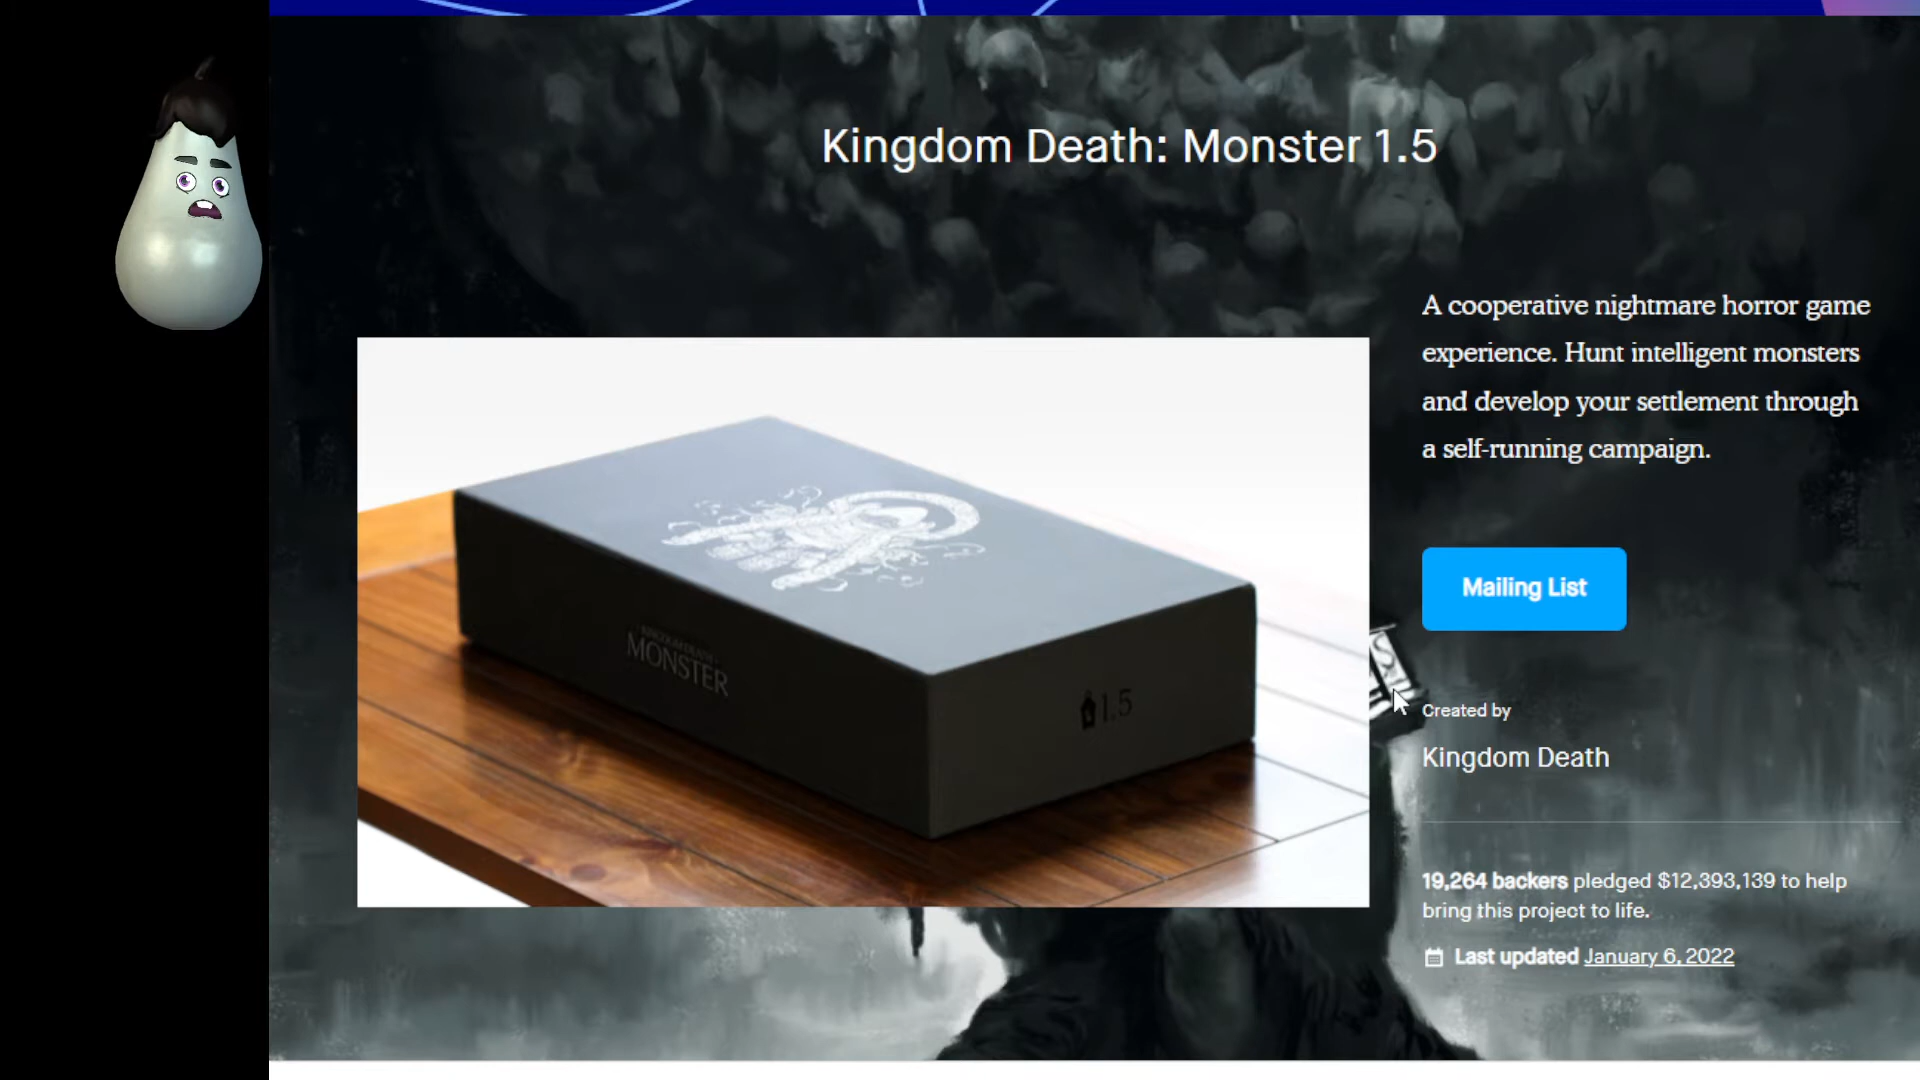 Kingdom Death: Monster 1.5
A cooperative nightmare horror game
experience. Hunt intelligent monsters
and develop your settlement through
a self-running campaign.
KINGDOM DEATH
MONSTER
1.5
Mailing List
Created by
Kingdom Death
19,264 backers pledged $12,393,139 to help
bring this project to life.
Last updated January 6, 2022